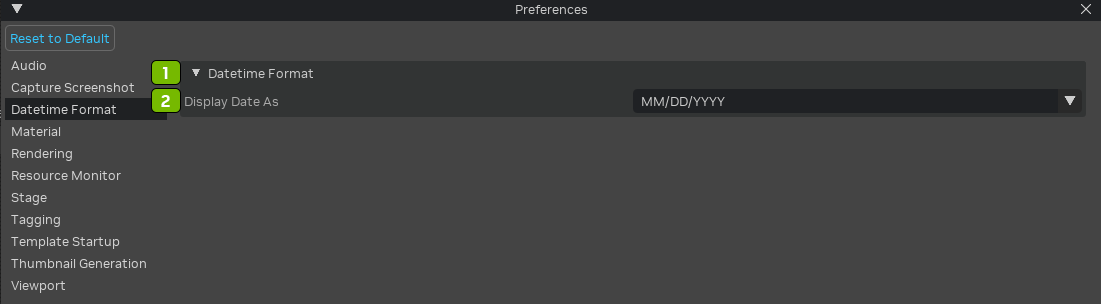 Preferences
Reset to Default
Audio
Capture Screenshot
Datetime Format
Material
Rendering
Resource Monitor
Stage
Tagging
Template Startup
Thumbnail Generation
Viewport
1 Datetime Format
2 Display Date As MM/DD/YYYY